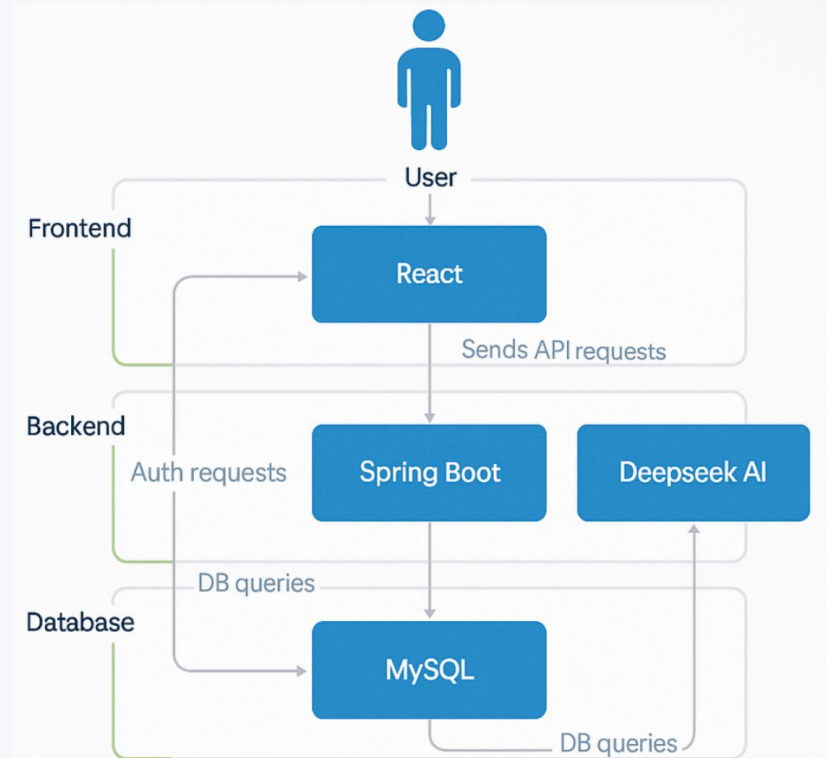 User
Frontend
React
Sends API requests
Backend
Auth requests
Spring Boot
Deepseek AI
DB queries
Database
MySQL
DB queries